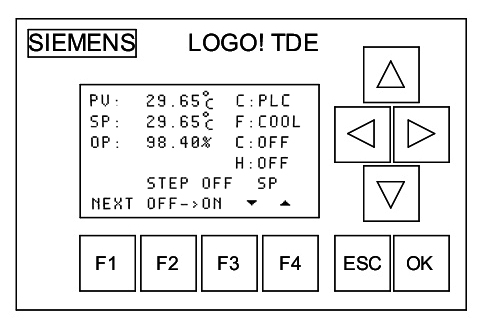 SIEMENS LOGO! TDE
PV: 29.65℃ C:PLC
SP: 29.65℃ F:COOL
OP: 98.40% C:OFF
H:OFF
STEP OFF SP
NEXT OFF->ON ▼ ▲
F1 F2 F3 F4 ESC OK